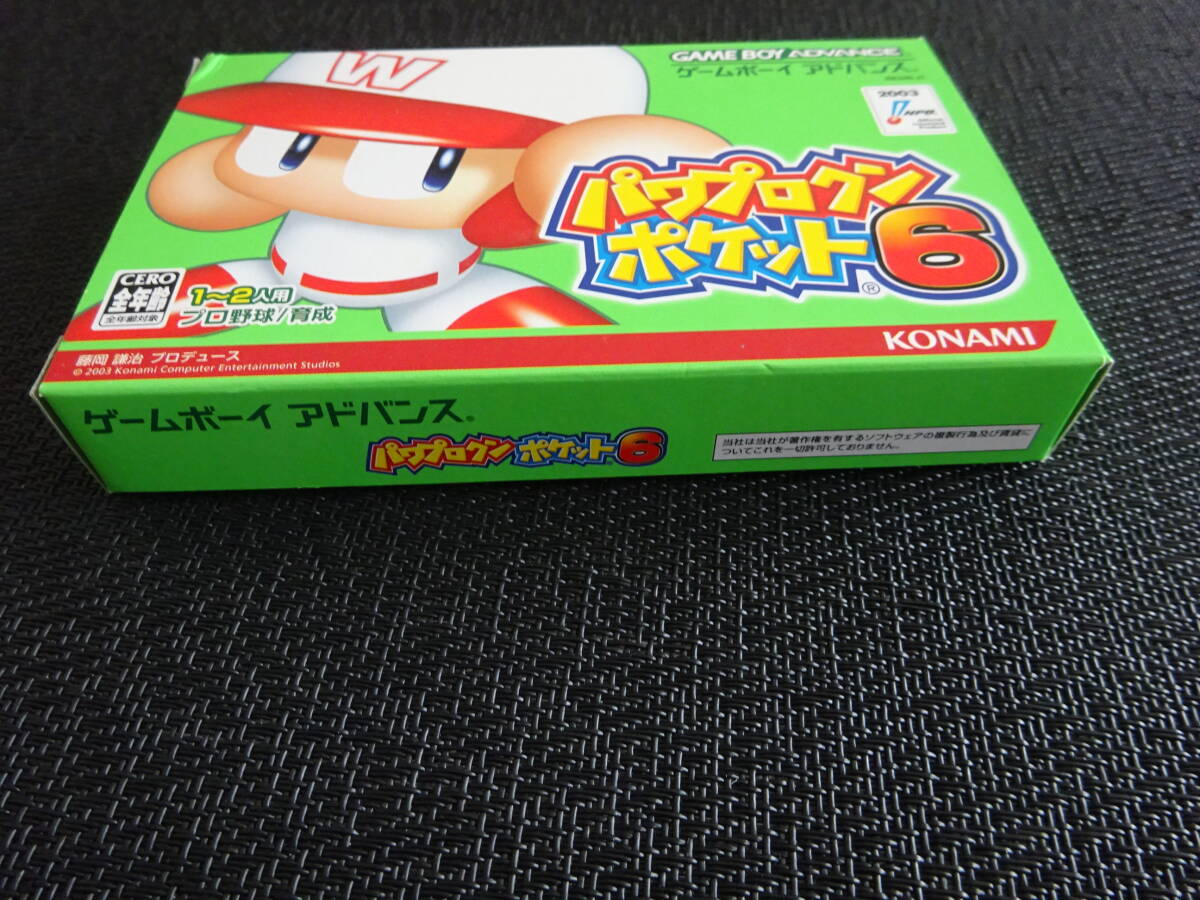 W
GAME BOY ADVANCE
ゲームボーイ アドバンス
2003
NPB
パワプロクン
ポケット6
®
CERO
全年齢
全年齢対象
1〜2人用
プロ野球/育成
KONAMI
藤岡 謙治 プロデュース
© 2003 Konami Computer Entertainment Studios
ゲームボーイ アドバンス®
パワプロクン ポケット6
当社は当社が著作権を有するソフトウェアの複製行為及び賃貸に
ついてこれを一切許可しておりません。